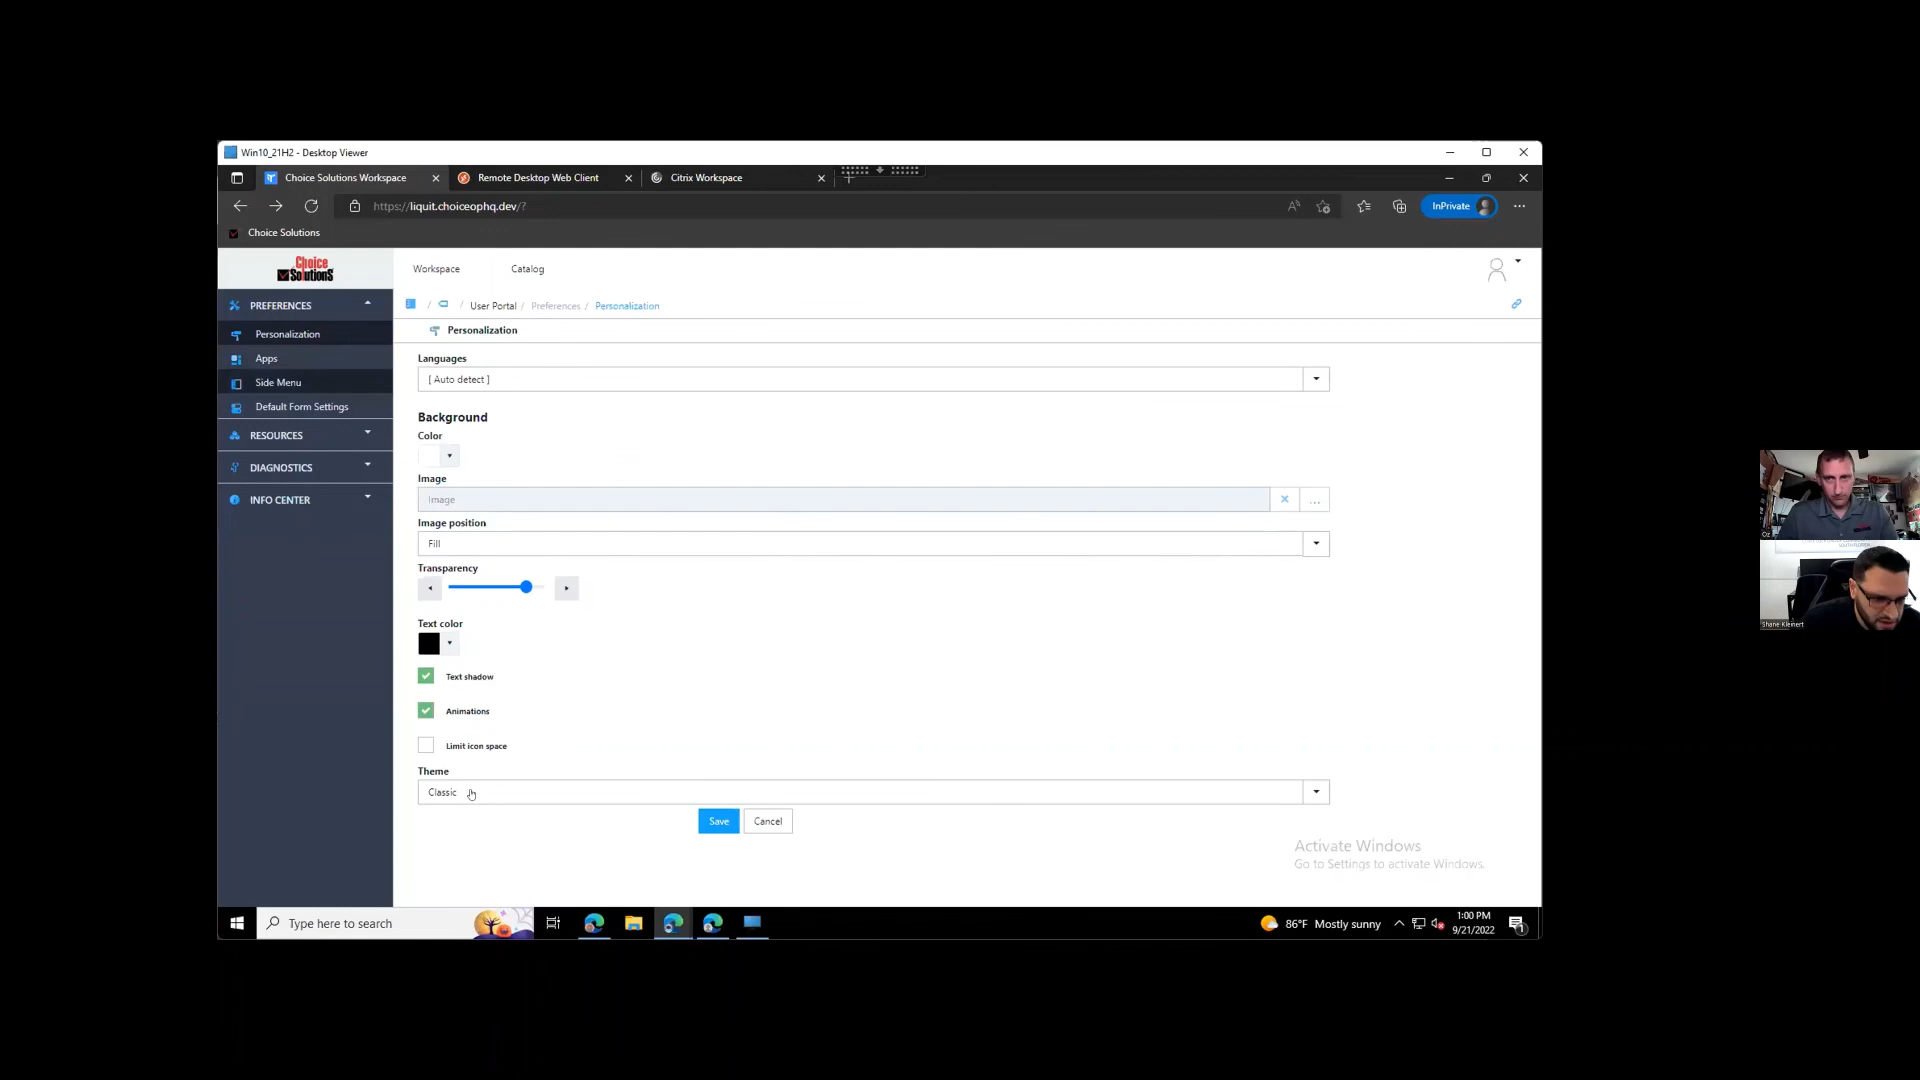 Win10_21H2 - Desktop Viewer
Choice Solutions Workspace
Remote Desktop Web Client
Citrix Workspace
https://liquit.choiceophq.dev/?
InPrivate
Choice Solutions
Choice
Solutions
Workspace
Catalog
PREFERENCES
Personalization
Apps
Side Menu
Default Form Settings
RESOURCES
DIAGNOSTICS
INFO CENTER
/ / User Portal / Preferences / Personalization
Personalization
Languages
[ Auto detect ]
Background
Color
Image
Image
...
Image position
Fill
Transparency
Text color
Text shadow
Animations
Limit icon space
Theme
Classic
Save
Cancel
Activate Windows
Go to Settings to activate Windows.
Type here to search
86°F Mostly sunny
1:00 PM
9/21/2022
1
Oz
Shane Kleinert